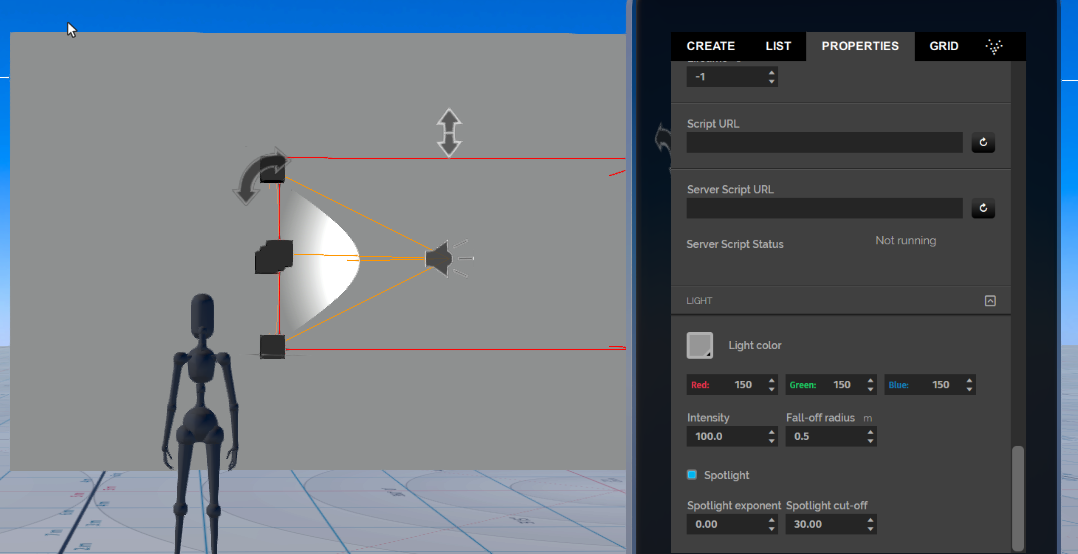 CREATE LIST PROPERTIES GRID
-1
Script URL
Server Script URL
Server Script Status Not running
LIGHT
Light color
Red: 150 Green: 150 Blue: 150
Intensity Fall-off radius m
100.0 0.5
Spotlight
Spotlight exponent Spotlight cut-off
0.00 30.00